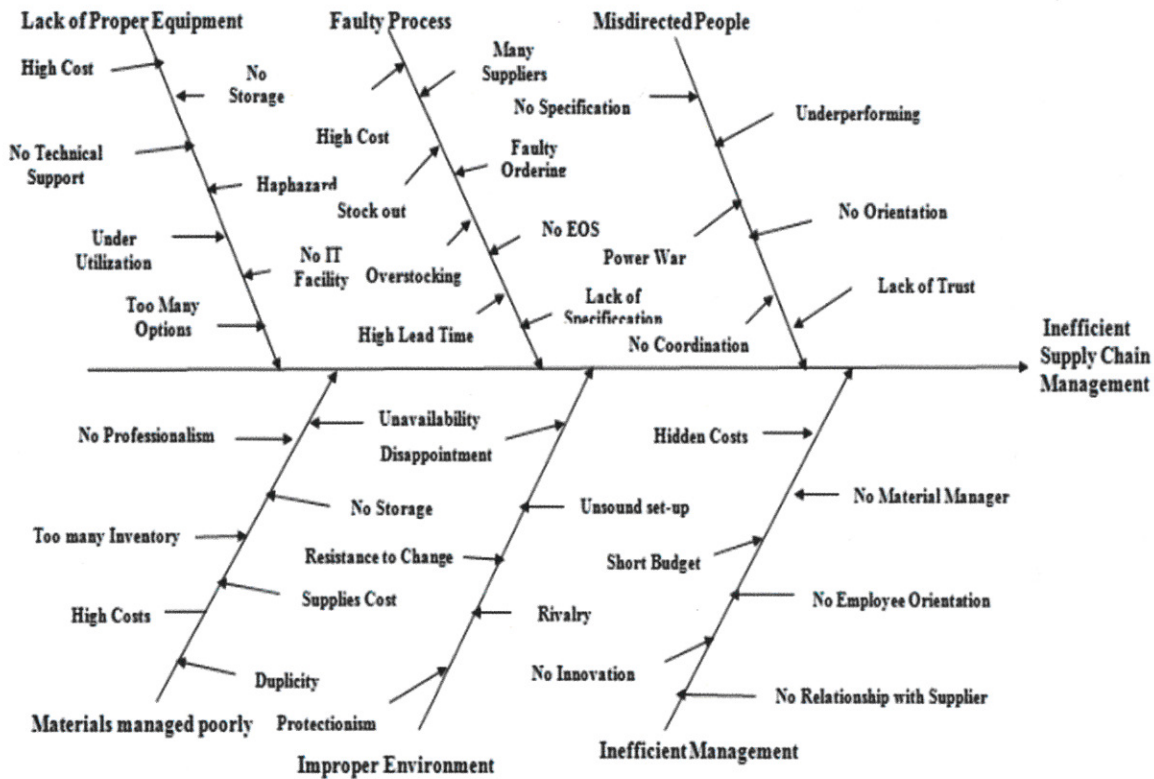 Lack of Proper Equipment
Faulty Process
Misdirected People
High Cost
No
Storage
No Technical
Support
Haphazard
Under
Utilization
No IT
Facility
Too Many
Options
Many
Suppliers
High Cost
Faulty
Ordering
Stock out
No EOS
Overstocking
Lack of
Specification
High Lead Time
No Specification
Underperforming
No Orientation
Power War
Lack of Trust
No Coordination
Inefficient
Supply Chain
Management
No Professionalism
Unavailability
No Storage
Too many Inventory
Supplies Cost
High Costs
Duplicity
Materials managed poorly
Disappointment
Unsound set-up
Resistance to Change
Rivalry
Protectionism
Improper Environment
Hidden Costs
No Material Manager
Short Budget
No Employee Orientation
No Innovation
No Relationship with Supplier
Inefficient Management